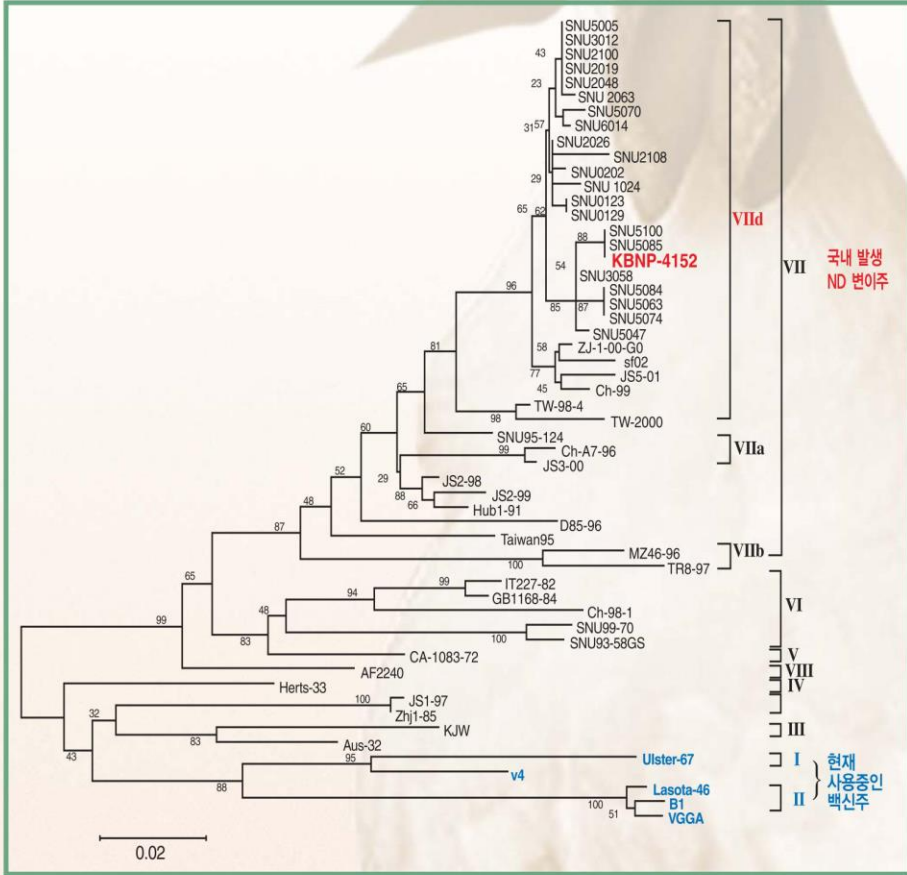 SNU5005
SNU3012
43
SNU2100
SNU2019
23
SNU2048
SNU 2063
SNU5070
31
57
SNU6014
SNU2026
SNU2108
29
SNU0202
SNU 1024
65
62
SNU0123
SNU0129
VIId
88
SNU5100
SNU5085
KBNP-4152
54
SNU3058
96
SNU5084
85
87
SNU5063
SNU5074
SNU5047
81
58
ZJ-1-00-G0
sf02
77
JS5-01
45
Ch-99
65
TW-98-4
98
TW-2000
VII
국내 발생
ND 변이주
60
SNU95-124
99
Ch-A7-96
VIIa
JS3-00
52
29
JS2-98
88
JS2-99
66
Hub1-91
48
D85-96
87
Taiwan95
MZ46-96
VIIb
100
TR8-97
65
99
IT227-82
94
GB1168-84
48
Ch-98-1
VI
99
SNU99-70
83
100
SNU93-58GS
CA-1083-72
V
AF2240
VIII
Herts-33
IV
100
JS1-97
32
Zhj1-85
KJW
III
83
43
Aus-32
95
Ulster-67
I
v4
88
Lasota-46
100
B1
II
51
VGGA
현재
사용중인
백신주
0.02